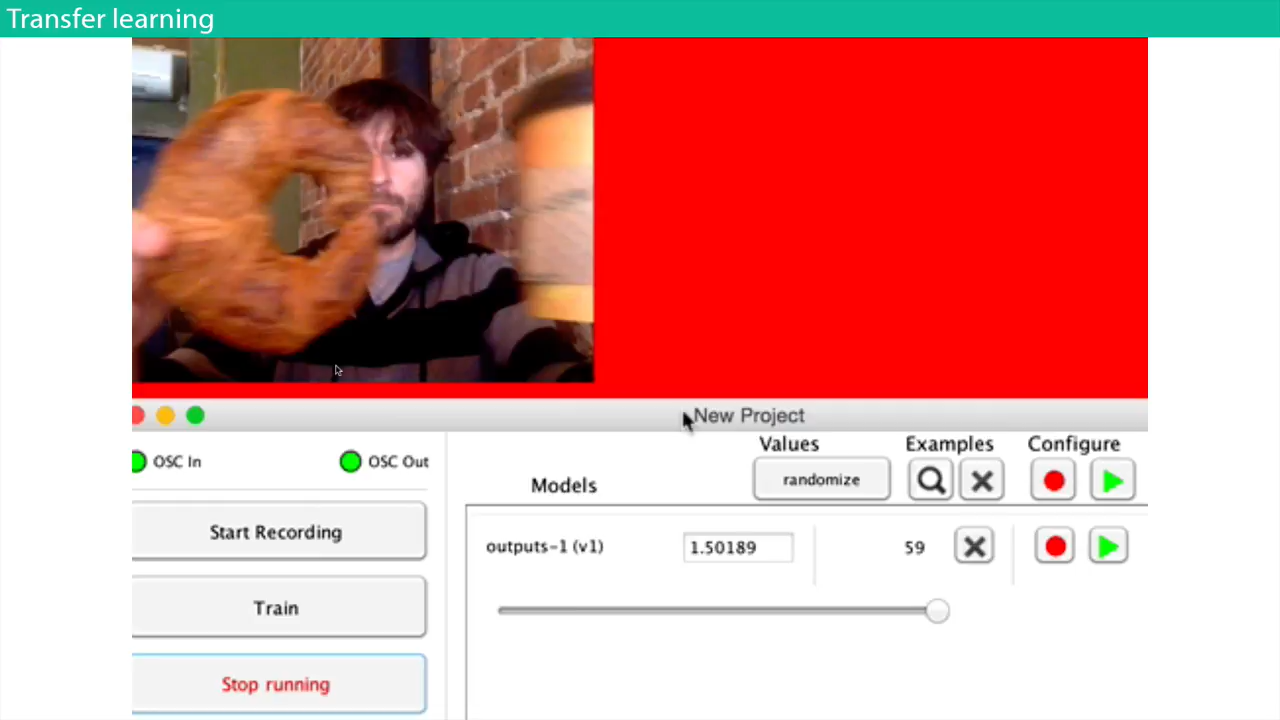 Transfer learning
New Project
OSC In
OSC Out
Values
Examples
Configure
Models
randomize
Start Recording
outputs-1 (v1)
1.50189
59
Train
Stop running